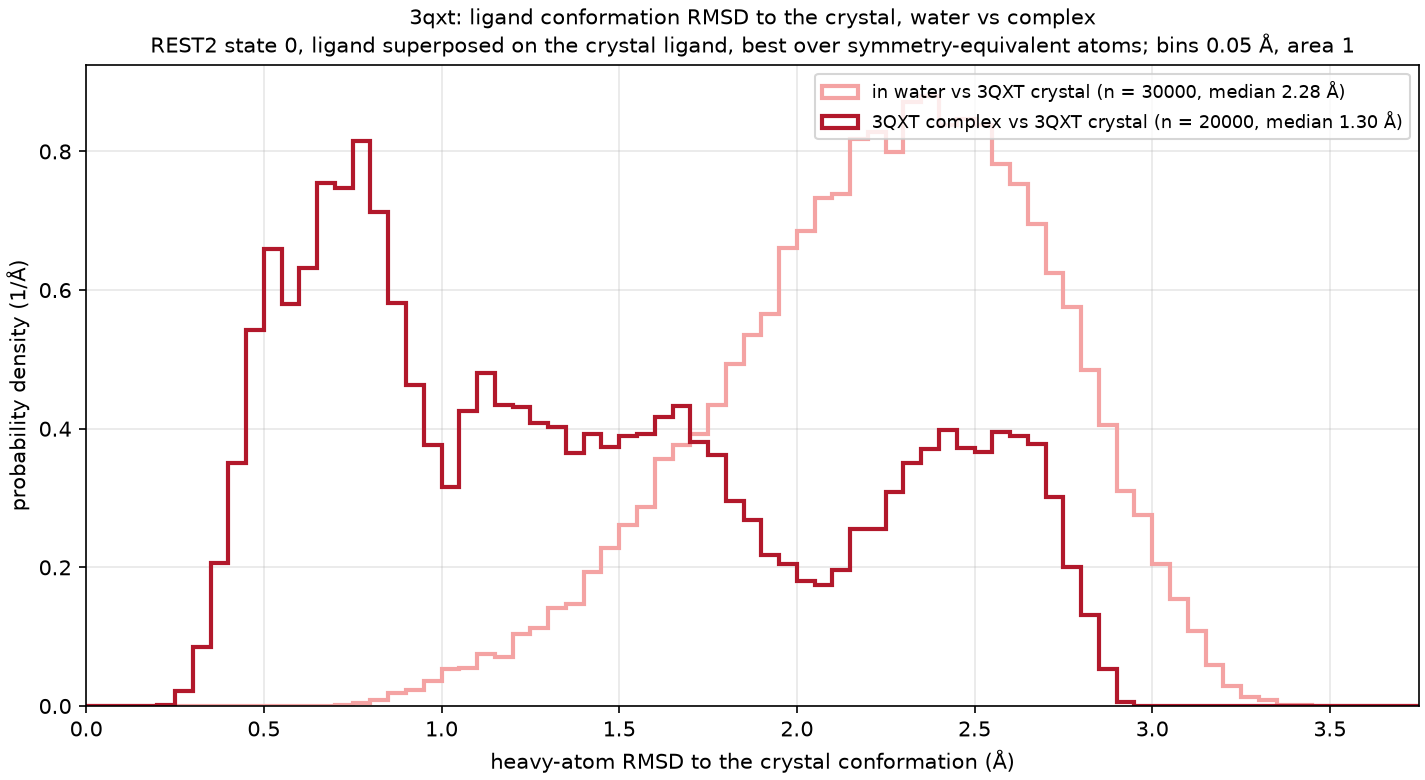 3qxt: ligand conformation RMSD to the crystal, water vs complex
REST2 state 0, ligand superposed on the crystal ligand, best over symmetry-equivalent atoms; bins 0.05 Å, area 1
in water vs 3QXT crystal (n = 30000, median 2.28 Å)
3QXT complex vs 3QXT crystal (n = 20000, median 1.30 Å)
probability density (1/Å)
0.8
0.6
0.4
0.2
0.0
0.0 0.5 1.0 1.5 2.0 2.5 3.0 3.5
heavy-atom RMSD to the crystal conformation (Å)